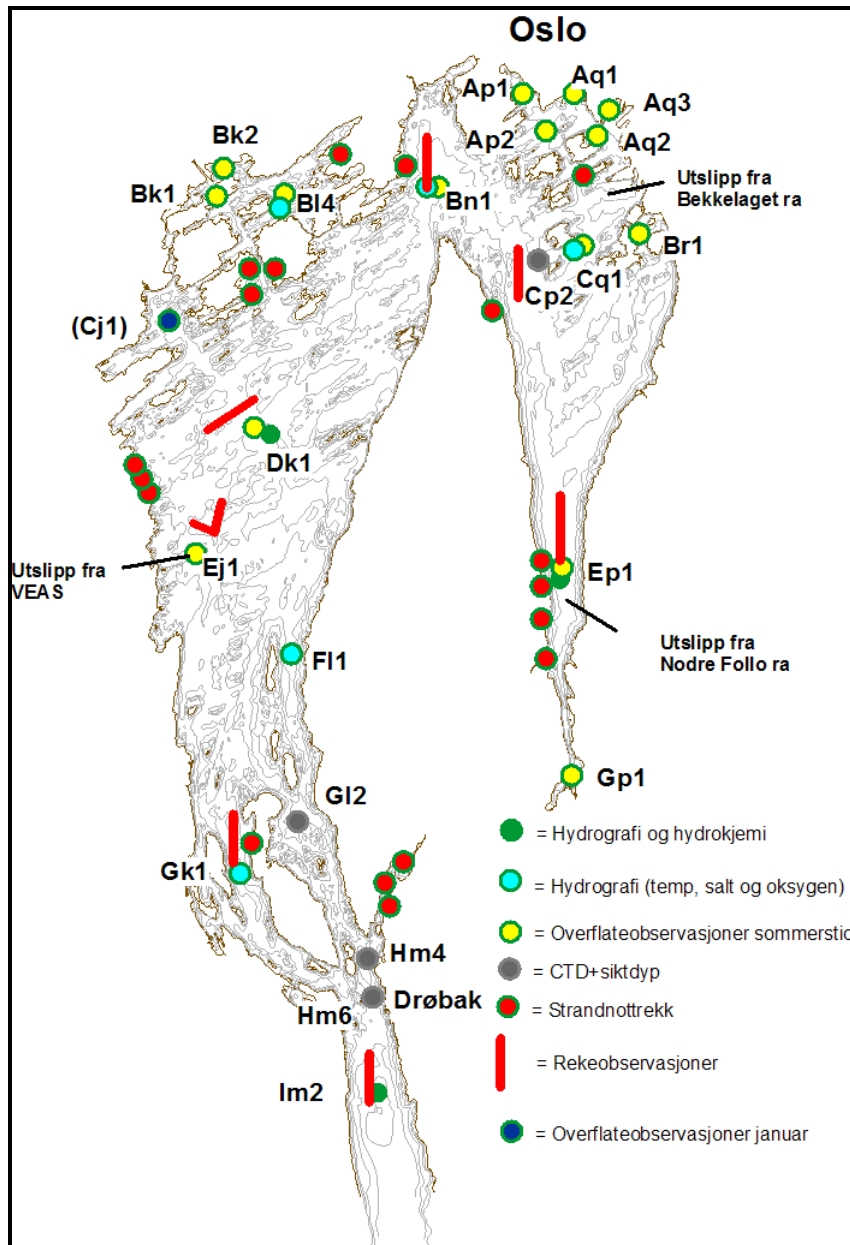 Oslo
Ap1
Aq1
Aq3
Ap2
Aq2
Bk2
Bk1
Bl4
Bn1
Utslipp fra
Bekkelaget ra
Br1
Cq1
Cp2
(Cj1)
Dk1
Utslipp fra
VEAS
Ej1
Ep1
Utslipp fra
Nodre Follo ra
Fl1
Gp1
Gl2
Gk1
Hm4
Drøbak
Hm6
Im2
= Hydrografi og hydrokjemi
= Hydrografi (temp, salt og oksygen)
= Overflateobservasjoner sommerstid
= CTD+siktdyp
= Strandnottrekk
= Rekeobservasjoner
= Overflateobservasjoner januar